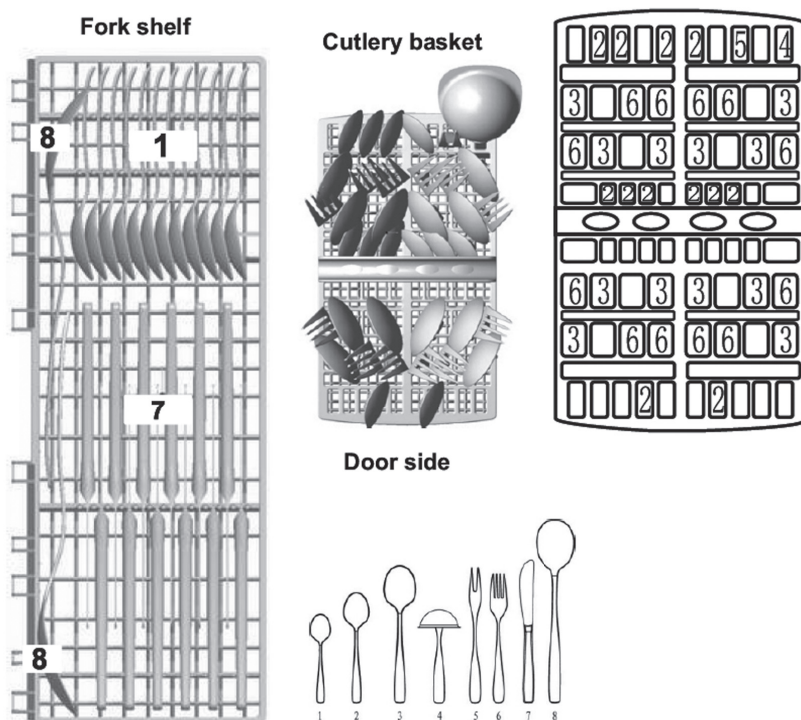 Fork shelf
Cutlery basket
8
1
7
8
2 2 2 2 5 4
3 6 6 6 6 3
6 3 3 3 3 6
2 2 2 2 2 2
6 3 3 3 3 6
3 6 6 6 6 3
2 2
Door side
1 2 3 4 5 6 7 8